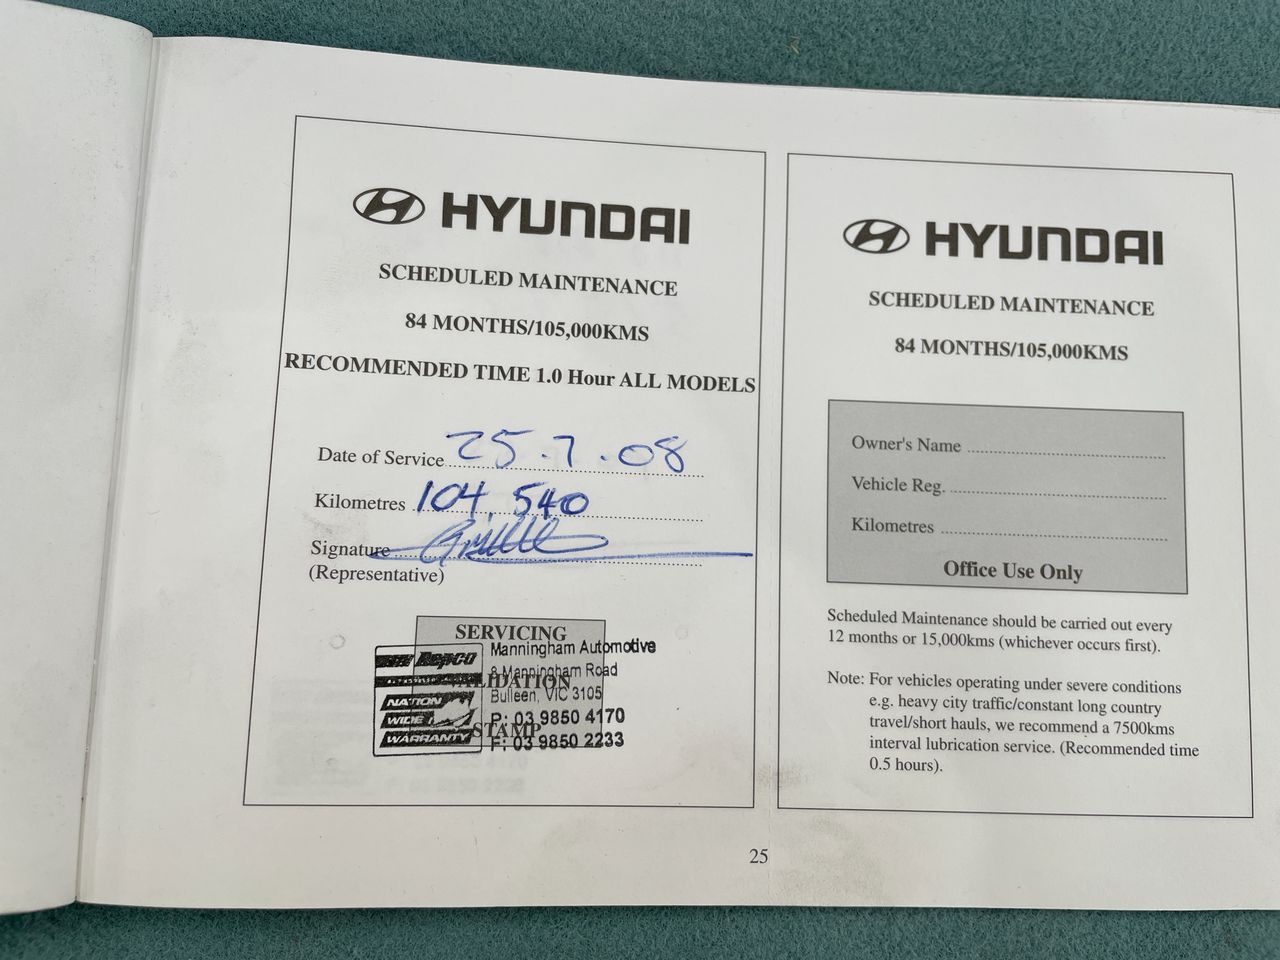 HYUNDAI
SCHEDULED MAINTENANCE
84 MONTHS/105,000KMS
RECOMMENDED TIME 1.0 Hour ALL MODELS
Date of Service 25.7.08
Kilometres 104,540
Signature
(Representative)
SERVICING
VALIDATION
STAMP
Repco
NATION
WIDE
WARRANTY
Manningham Automotive
8 Manningham Road
Bulleen, VIC 3105
P: 03 9850 4170
F: 03 9850 2233
HYUNDAI
SCHEDULED MAINTENANCE
84 MONTHS/105,000KMS
Owner's Name
Vehicle Reg.
Kilometres
Office Use Only
Scheduled Maintenance should be carried out every
12 months or 15,000kms (whichever occurs first).
Note: For vehicles operating under severe conditions
e.g. heavy city traffic/constant long country
travel/short hauls, we recommend a 7500kms
interval lubrication service. (Recommended time
0.5 hours).
25